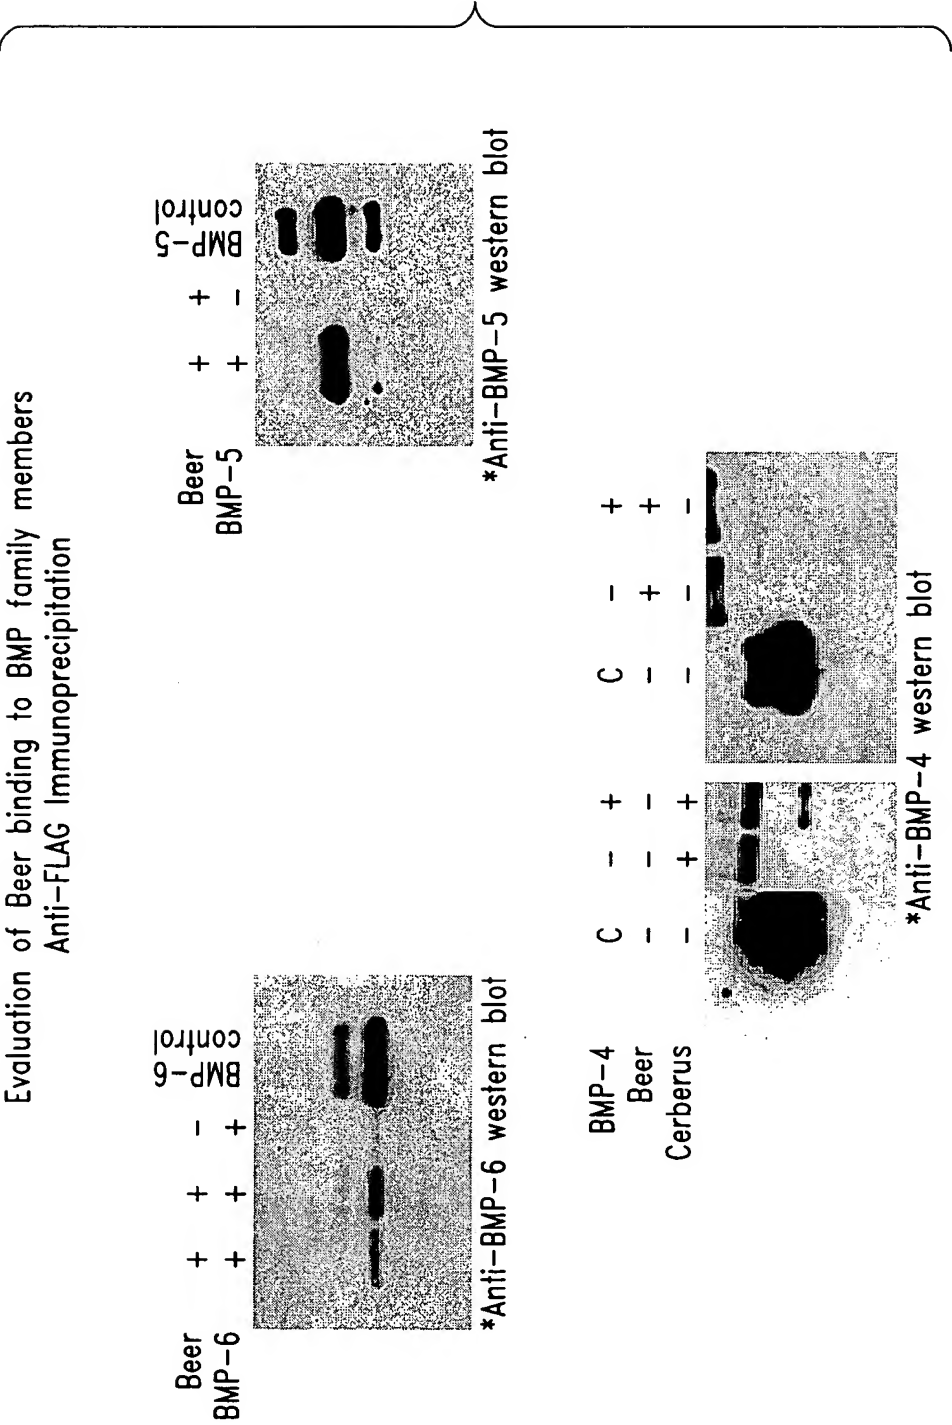 Evaluation of Beer binding to BMP family members
Anti-FLAG Immunoprecipitation
Beer + + -
BMP-6 + + +
BMP-6
control
*Anti-BMP-6 western blot
Beer + +
BMP-5 + -
BMP-5
control
*Anti-BMP-5 western blot
BMP-4 C - + C - +
Beer - - - - + +
Cerberus - + + - - -
*Anti-BMP-4 western blot